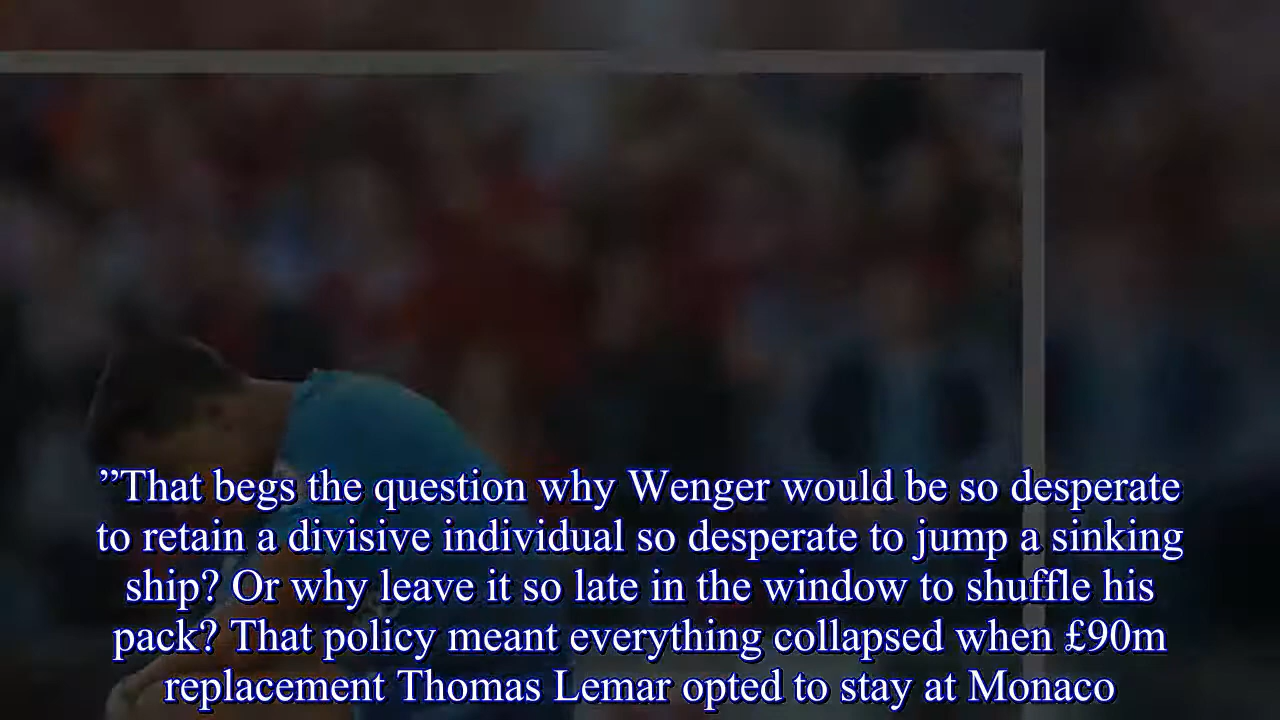 ”That begs the question why Wenger would be so desperate
to retain a divisive individual so desperate to jump a sinking
ship? Or why leave it so late in the window to shuffle his
pack? That policy meant everything collapsed when £90m
replacement Thomas Lemar opted to stay at Monaco